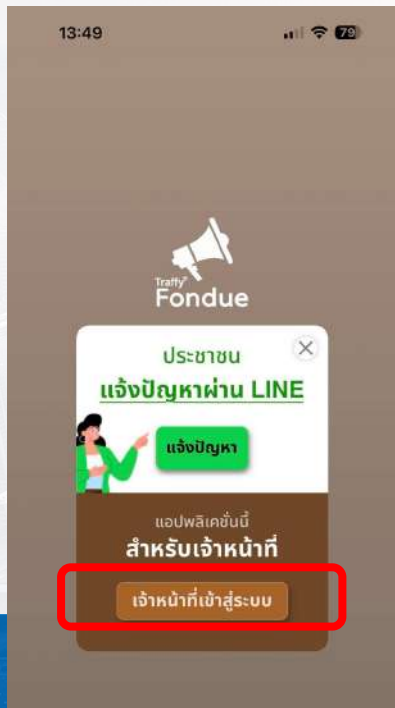 13:49
79
Traffy
Fondue
ประชาชน
แจ้งปัญหาผ่าน LINE
แจ้งปัญหา
แอปพลิเคชั่นนี้
สำหรับเจ้าหน้าที่
เจ้าหน้าที่เข้าสู่ระบบ